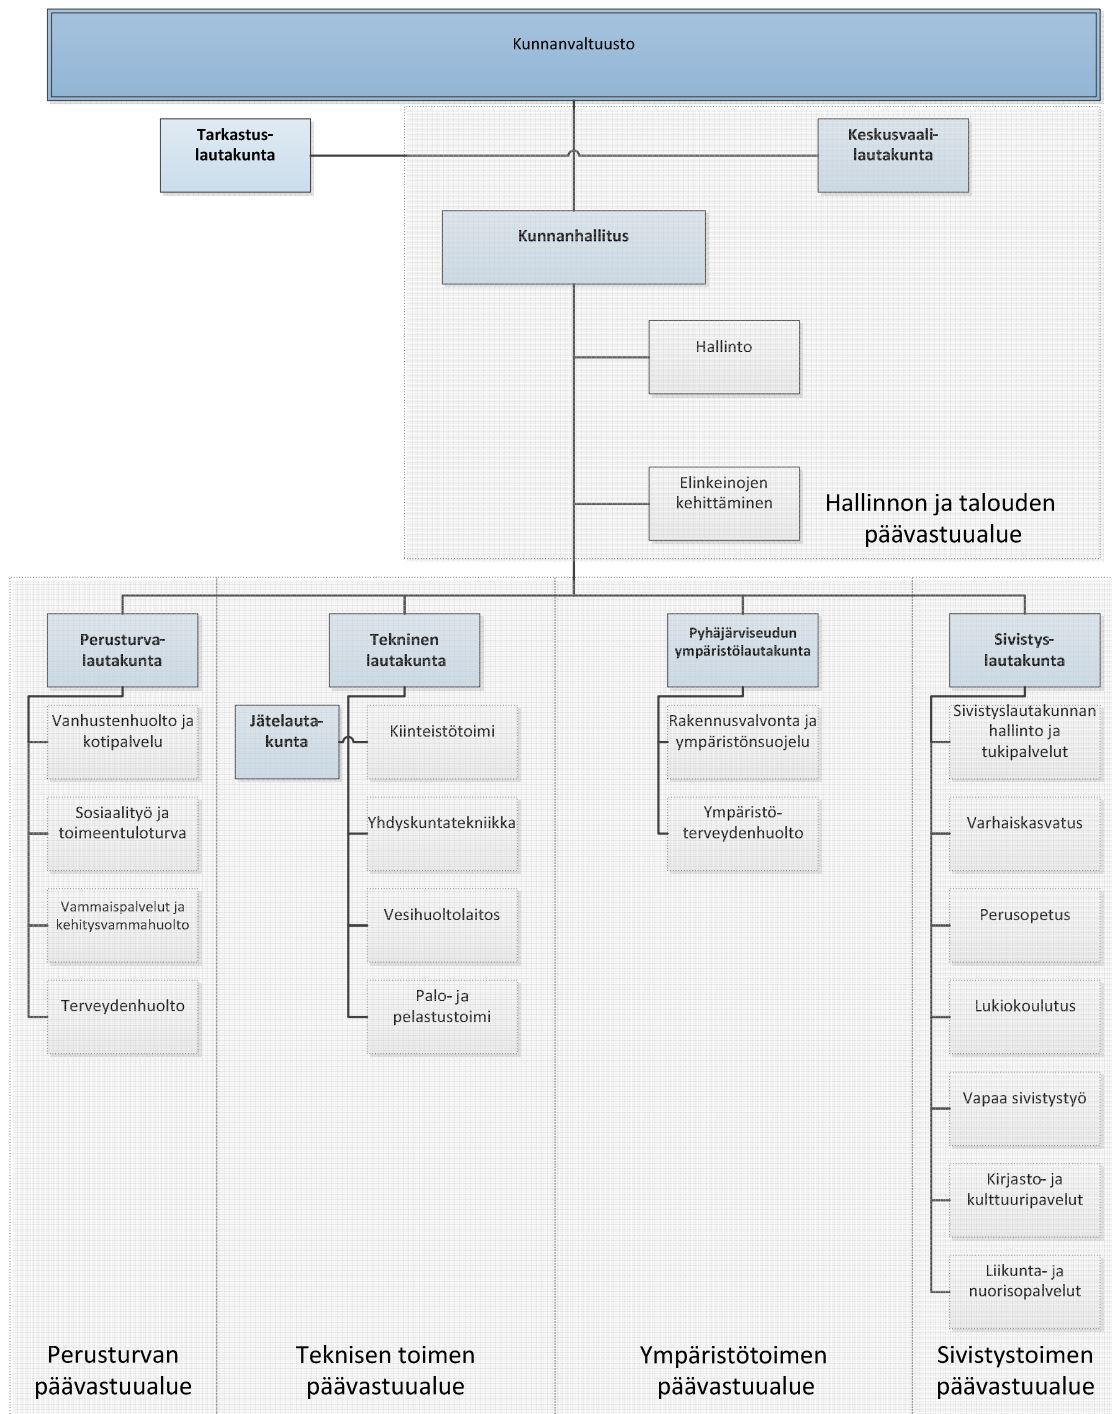 Kunnanvaltuusto
Tarkastus-
lautakunta
Keskusvaali-
lautakunta
Kunnanhallitus
Hallinto
Elinkeinojen
kehittäminen
Hallinnon ja talouden
päävastuualue
Perusturva-
lautakunta
Tekninen
lautakunta
Pyhäjärviseudun
ympäristölautakunta
Sivistys-
lautakunta
Vanhustenhuolto ja
kotipalvelu
Sosiaalityö ja
toimeentuloturva
Vammaispalvelut ja
kehitysvammahuolto
Terveydenhuolto
Jätelauta-
kunta
Kiinteistötoimi
Yhdyskuntatekniikka
Vesihuoltolaitos
Palo- ja
pelastustoimi
Rakennusvalvonta ja
ympäristönsuojelu
Ympäristö-
terveydenhuolto
Sivistyslautakunnan
hallinto ja
tukipalvelut
Varhaiskasvatus
Perusopetus
Lukiokoulutus
Vapaa sivistystyö
Kirjasto- ja
kulttuuripavelut
Liikunta- ja
nuorisopalvelut
Perusturvan
päävastuualue
Teknisen toimen
päävastuualue
Ympäristötoimen
päävastuualue
Sivistystoimen
päävastuualue